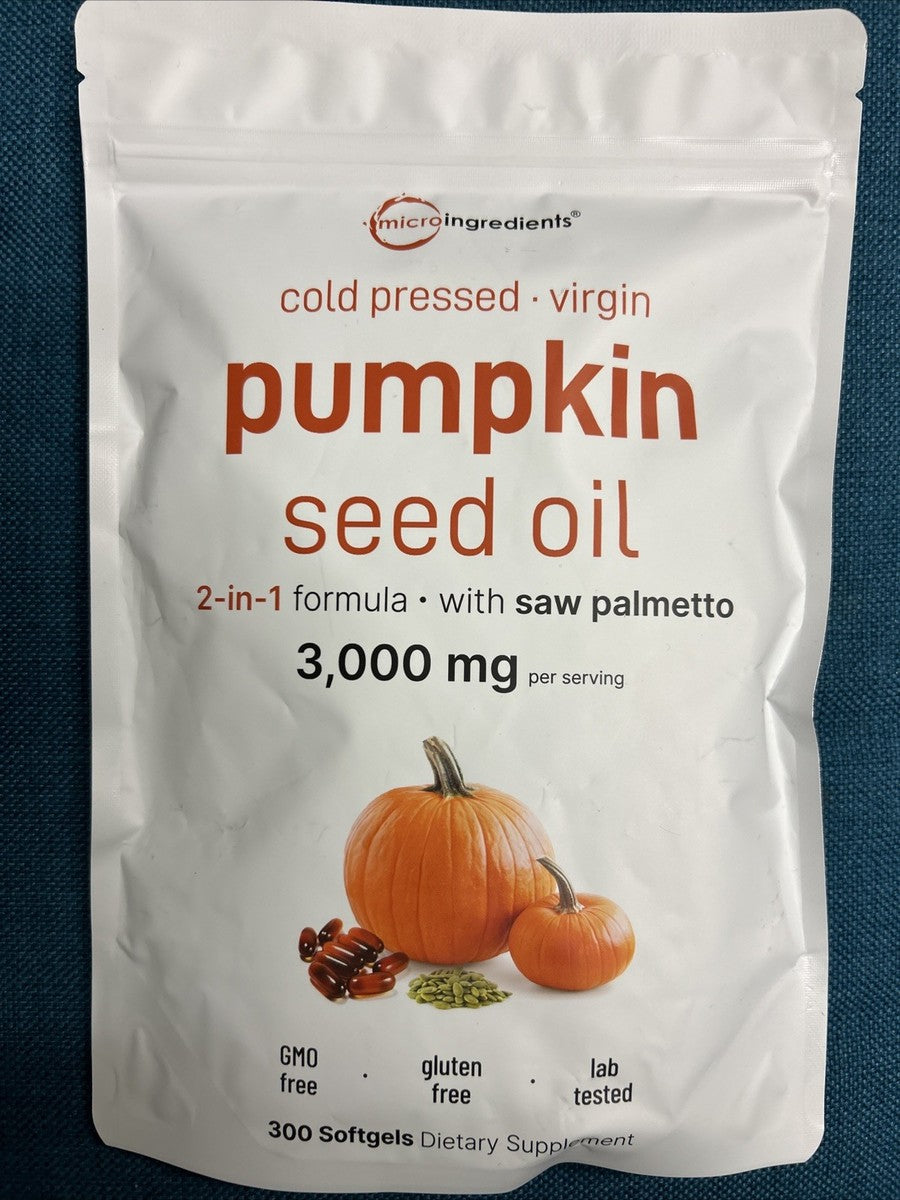 microingredients®
cold pressed · virgin
pumpkin
seed oil
2-in-1 formula · with saw palmetto
3,000 mg per serving
GMO free · gluten free · lab tested
300 Softgels Dietary Supplement